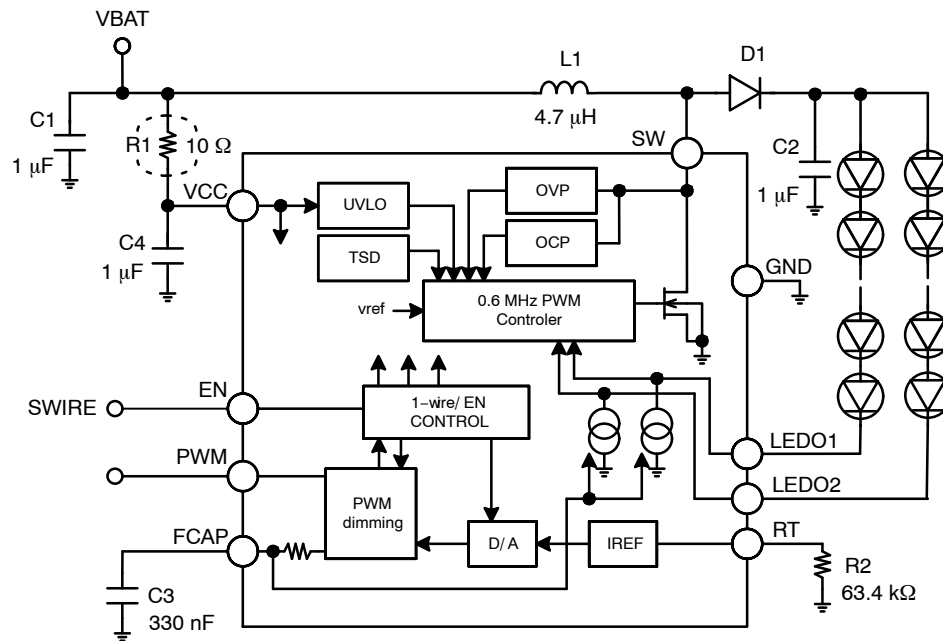 VBAT
L1
D1
C1
R1
10 Ω
4.7 μH
SW
C2
1 μF
1 μF
VCC
UVLO
OVP
C4
TSD
OCP
1 μF
GND
vref
0.6 MHz PWM
Controler
EN
SWIRE
1−wire/ EN
CONTROL
PWM
LEDO1
LEDO2
PWM
dimming
FCAP
D/A
IREF
RT
C3
R2
330 nF
63.4 kΩ